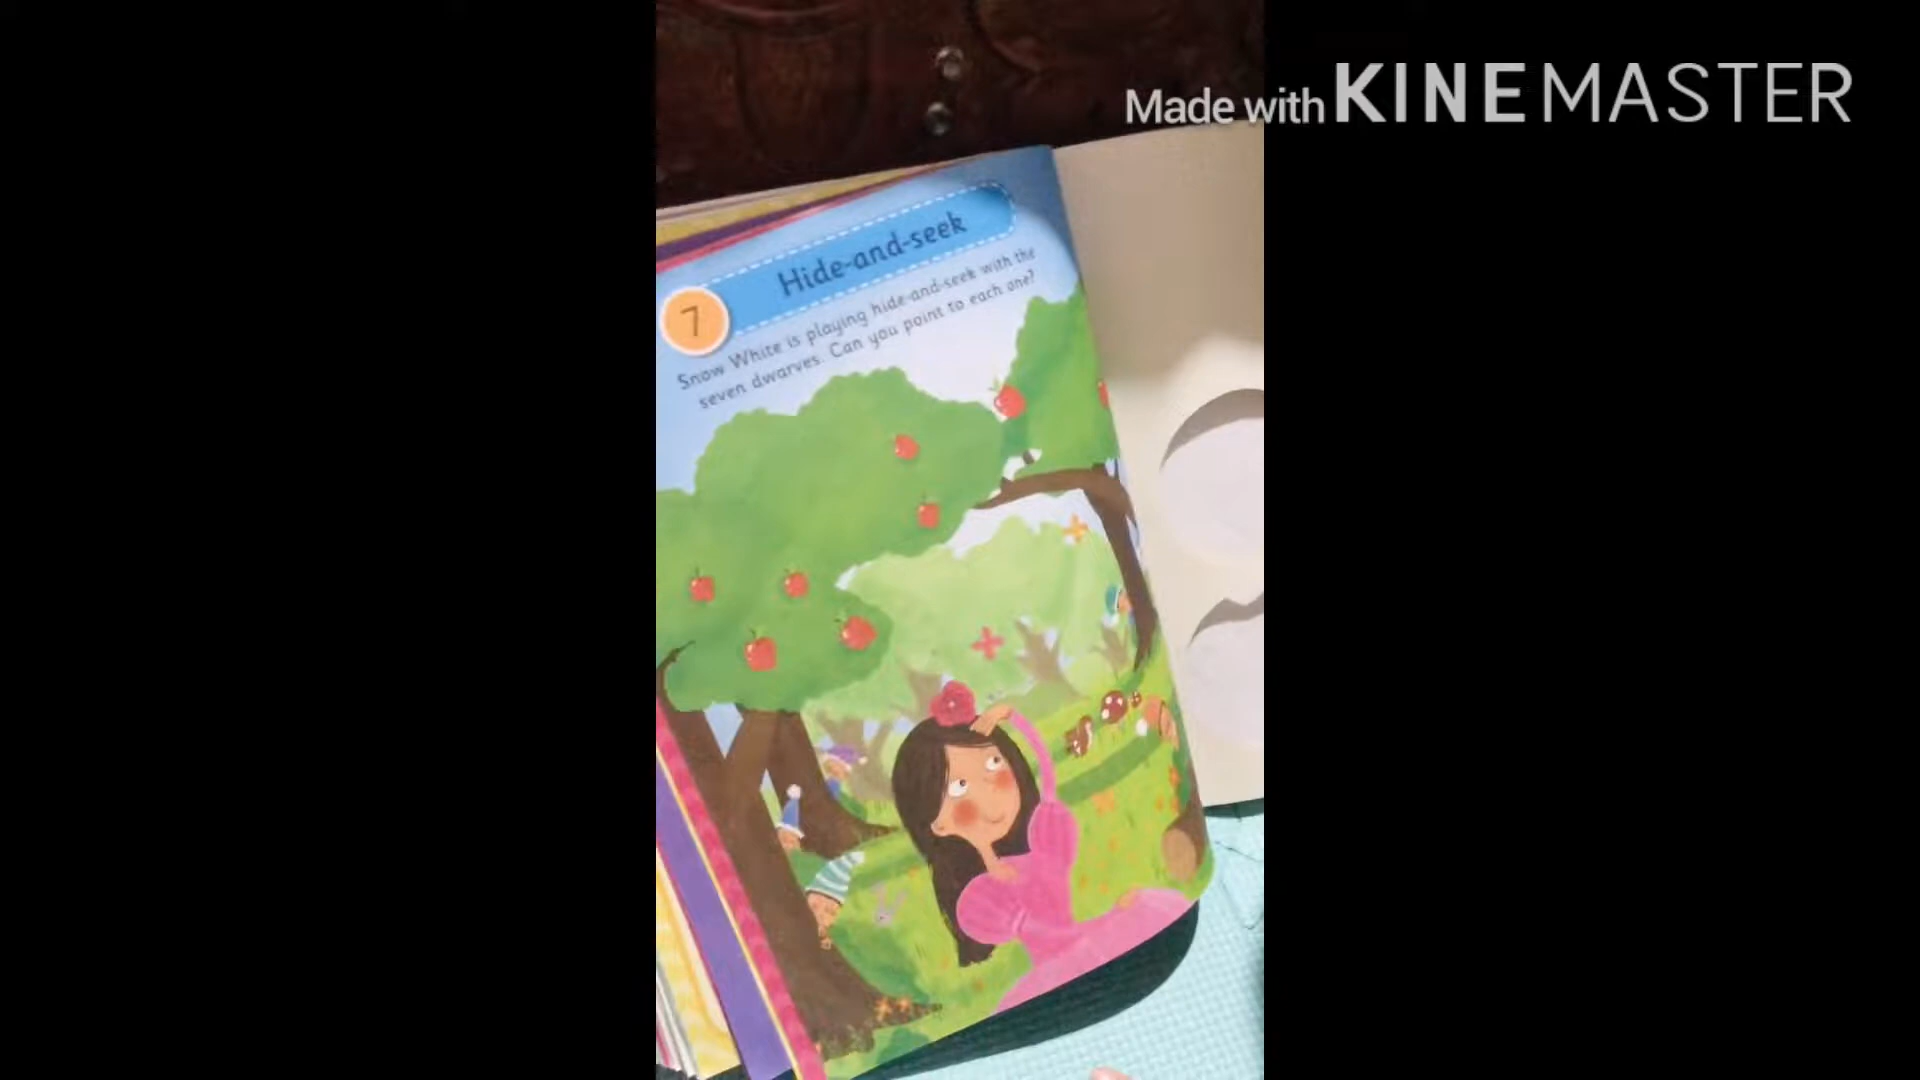 Made with KINEMASTER
Hide-and-seek
7
Snow White is playing hide-and-seek with the
seven dwarves. Can you point to each one?